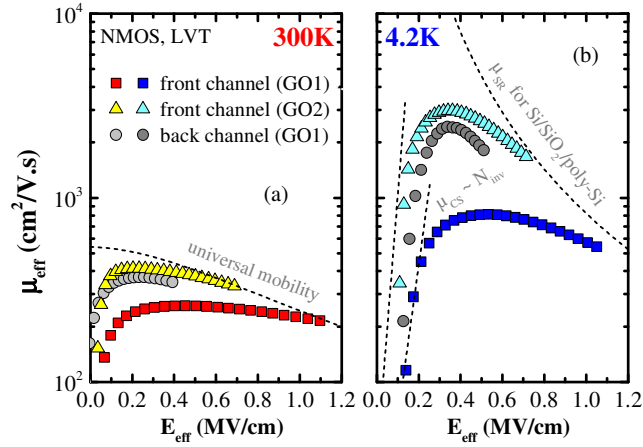 NMOS, LVT 300K
front channel (GO1)
front channel (GO2)
back channel (GO1)
(a)
universal mobility
4.2K (b)
μSR for Si/SiO2/poly-Si
μCS ~ Ninv
μeff (cm²/V.s)
10⁴
10³
10²
0.0 0.2 0.4 0.6 0.8 1.0 1.2
Eeff (MV/cm)
0.0 0.2 0.4 0.6 0.8 1.0 1.2
Eeff (MV/cm)